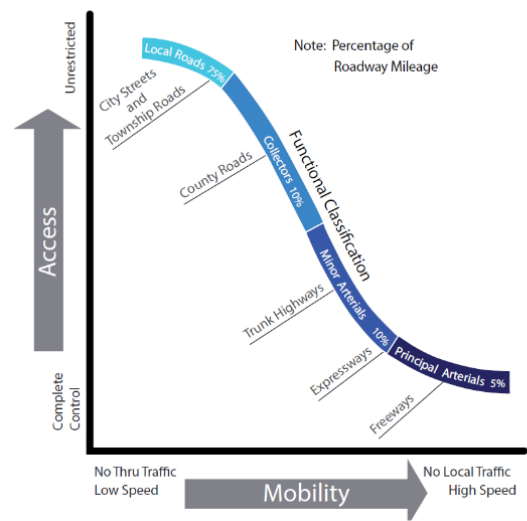 Unrestricted
Access
Complete
Control
Note: Percentage of
Roadway Mileage
Local Roads 75%
City Streets
and
Township Roads
Collectors 10%
County Roads
Functional Classification
Minor Arterials 10%
Trunk Highways
Principal Arterials 5%
Expressways
Freeways
No Thru Traffic
Low Speed
Mobility
No Local Traffic
High Speed